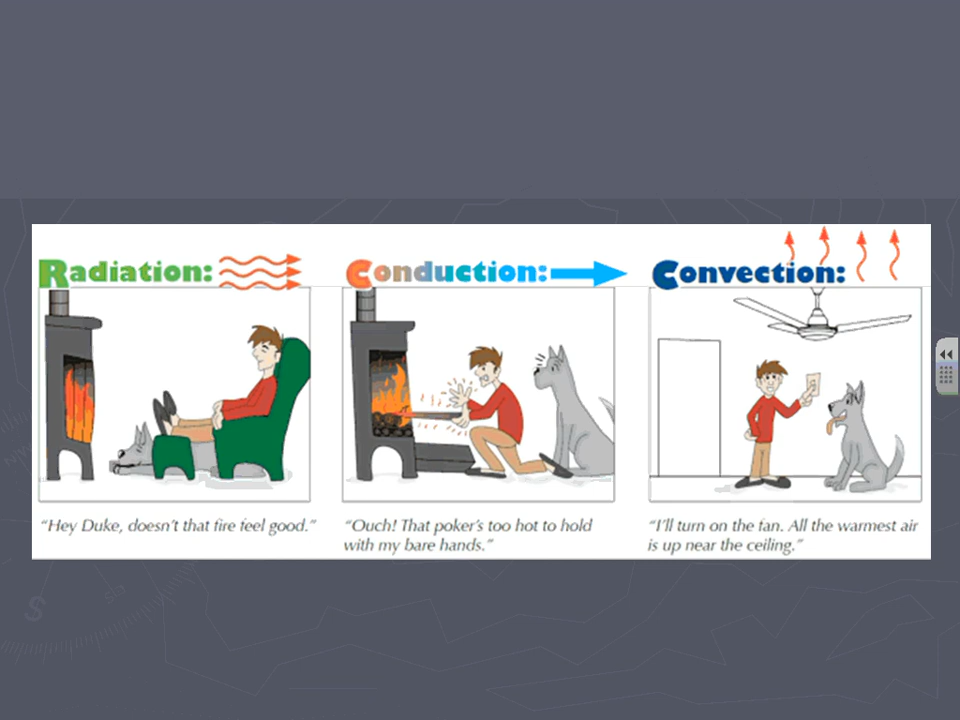 Radiation:
"Hey Duke, doesn't that fire feel good."
Conduction:
"Ouch! That poker's too hot to hold
with my bare hands."
Convection:
"I'll turn on the fan. All the warmest air
is up near the ceiling."
S